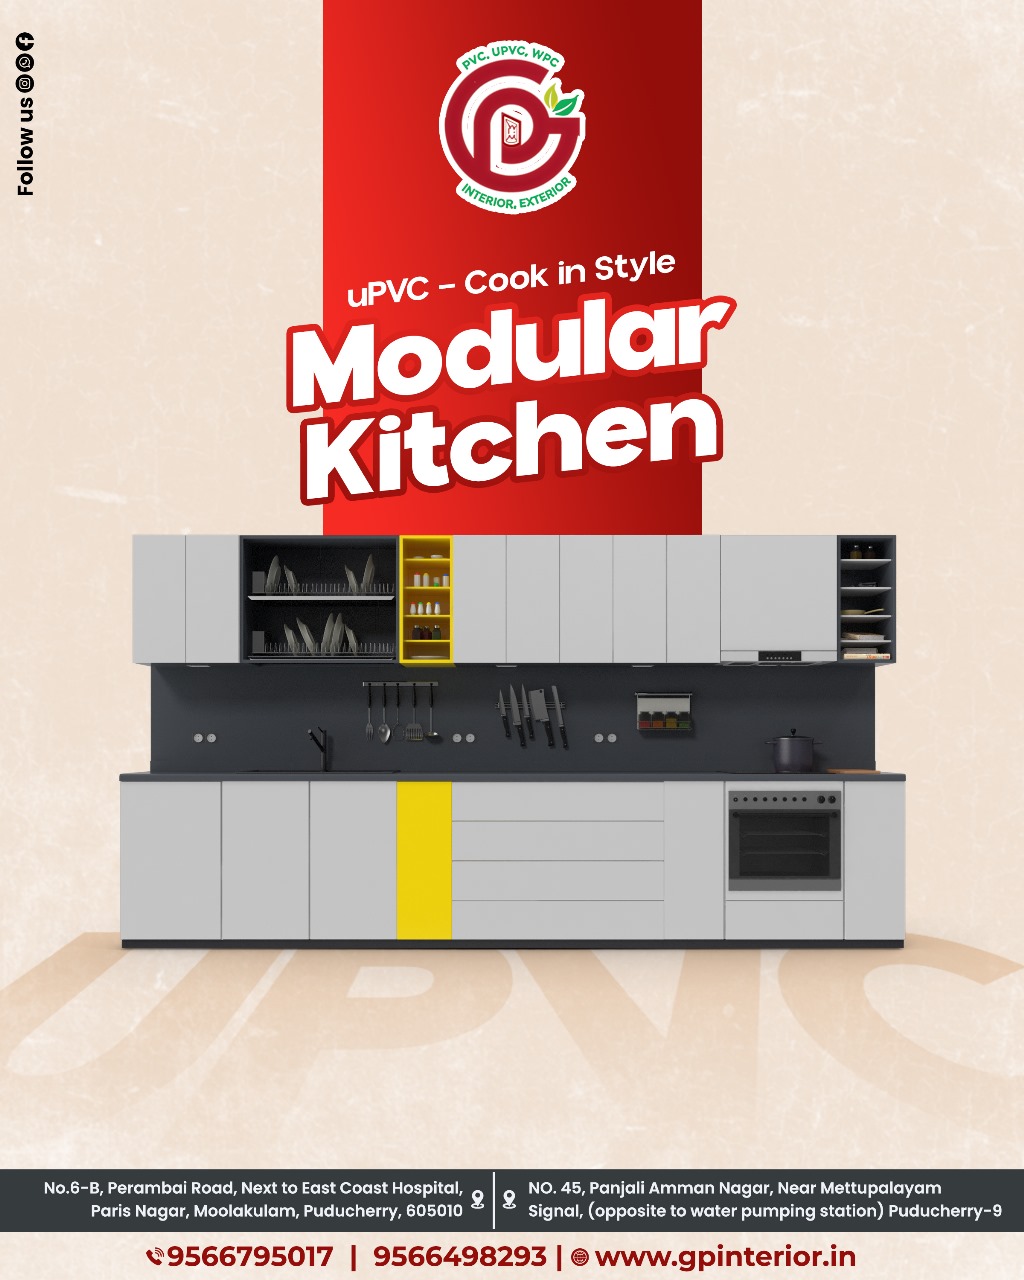 Follow us
PVC, UPVC, WPC
INTERIOR, EXTERIOR
uPVC - Cook in Style
Modular
Kitchen
UPVC
No.6-B, Perambai Road, Next to East Coast Hospital,
Paris Nagar, Moolakulam, Puducherry, 605010
NO. 45, Panjali Amman Nagar, Near Mettupalayam
Signal, (opposite to water pumping station) Puducherry-9
9566795017 | 9566498293 | www.gpinterior.in